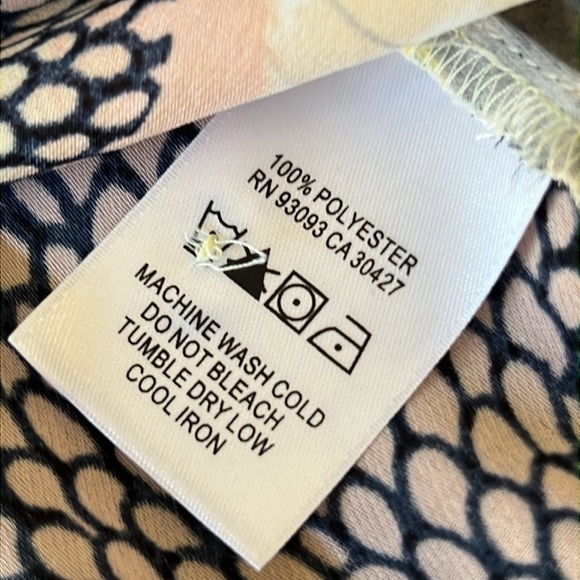 100% POLYESTER
RN 93093 CA 30427
MACHINE WASH COLD
DO NOT BLEACH
TUMBLE DRY LOW
COOL IRON